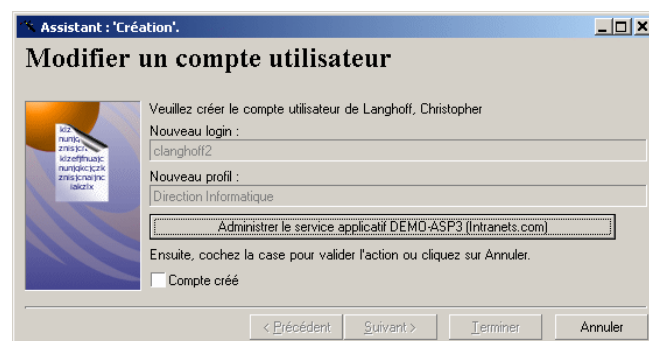 Assistant : 'Création'.
Modifier un compte utilisateur
Veuillez créer le compte utilisateur de Langhoff, Christopher
Nouveau login :
clanghoff2
Nouveau profil :
Direction Informatique
Administrer le service applicatif DEMO-ASP3 (Intranets.com)
Ensuite, cochez la case pour valider l'action ou cliquez sur Annuler.
Compte créé
< Précédent
Suivant >
Terminer
Annuler